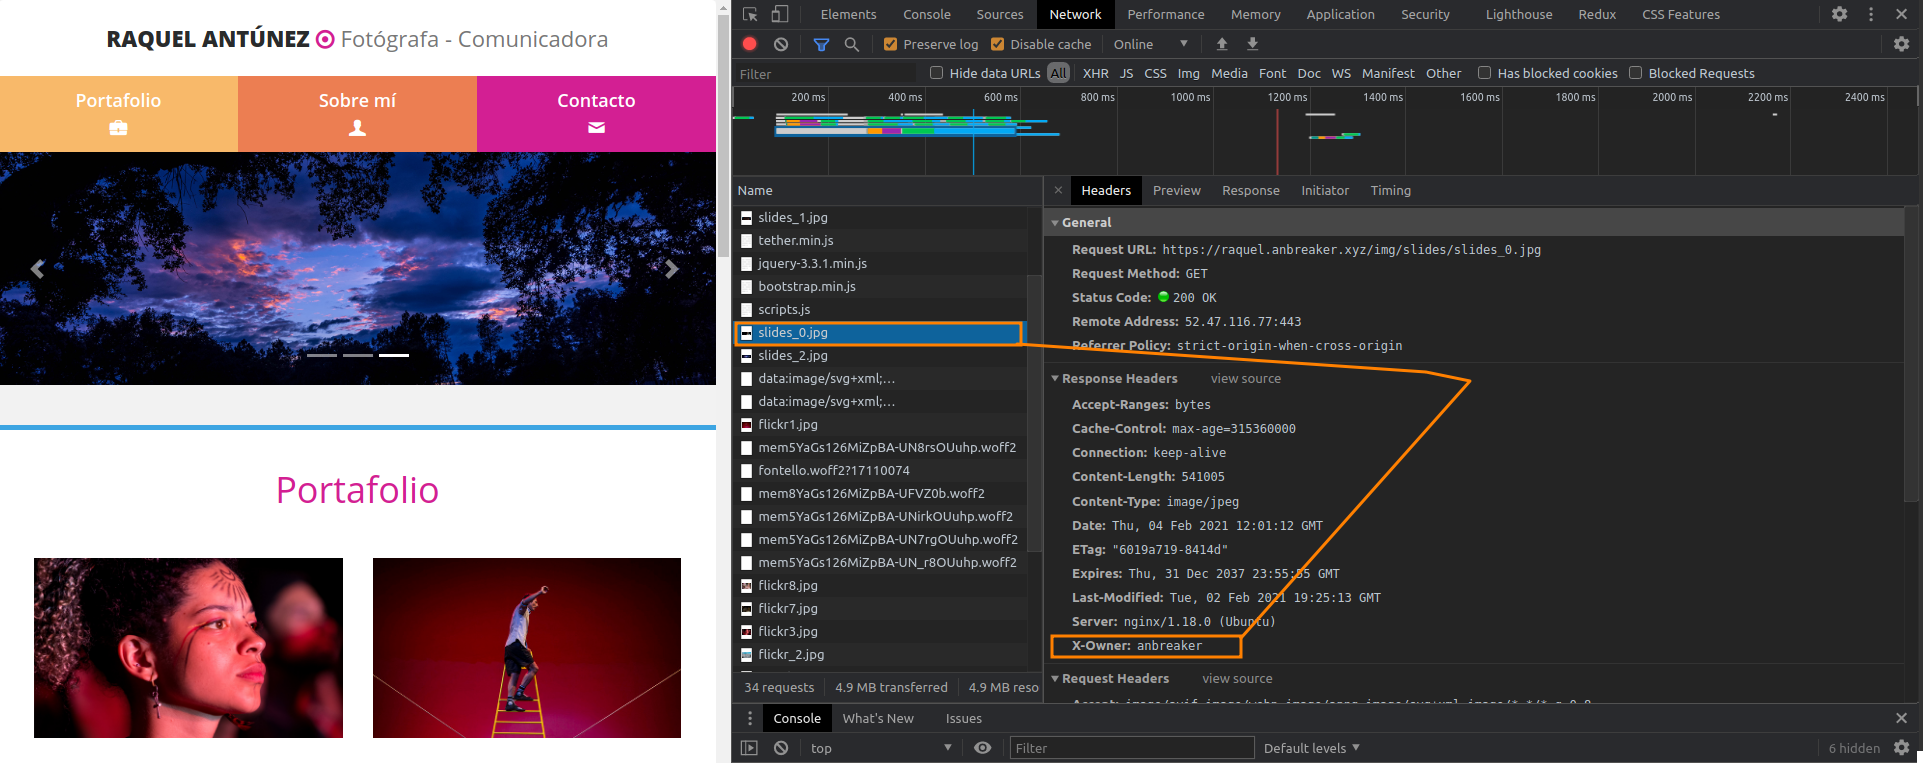 RAQUEL ANTÚNEZ Fotógrafa - Comunicadora
Portafolio
Sobre mí
Contacto
Portafolio
Elements Console Sources Network Performance Memory Application Security Lighthouse Redux CSS Features
Preserve log Disable cache Online
Filter Hide data URLs All XHR JS CSS Img Media Font Doc WS Manifest Other Has blocked cookies Blocked Requests
200 ms 400 ms 600 ms 800 ms 1000 ms 1200 ms 1400 ms 1600 ms 1800 ms 2000 ms 2200 ms 2400 ms
Name
slides_1.jpg
tether.min.js
jquery-3.3.1.min.js
bootstrap.min.js
scripts.js
slides_0.jpg
slides_2.jpg
data:image/svg+xml;…
data:image/svg+xml;…
flickr1.jpg
mem5YaGs126MiZpBA-UN8rsOUuhp.woff2
fontello.woff2?17110074
mem8YaGs126MiZpBA-UFVZ0b.woff2
mem5YaGs126MiZpBA-UNirkOUuhp.woff2
mem5YaGs126MiZpBA-UN7rgOUuhp.woff2
mem5YaGs126MiZpBA-UN_r8OUuhp.woff2
flickr8.jpg
flickr7.jpg
flickr3.jpg
flickr_2.jpg
34 requests 4.9 MB transferred 4.9 MB reso
Headers Preview Response Initiator Timing
General
Request URL: https://raquel.anbreaker.xyz/img/slides/slides_0.jpg
Request Method: GET
Status Code: 200 OK
Remote Address: 52.47.116.77:443
Referrer Policy: strict-origin-when-cross-origin
Response Headers view source
Accept-Ranges: bytes
Cache-Control: max-age=315360000
Connection: keep-alive
Content-Length: 541005
Content-Type: image/jpeg
Date: Thu, 04 Feb 2021 12:01:12 GMT
ETag: "6019a719-8414d"
Expires: Thu, 31 Dec 2037 23:55:55 GMT
Last-Modified: Tue, 02 Feb 2021 19:25:13 GMT
Server: nginx/1.18.0 (Ubuntu)
X-Owner: anbreaker
Request Headers view source
Console What's New Issues
top Filter Default levels 6 hidden